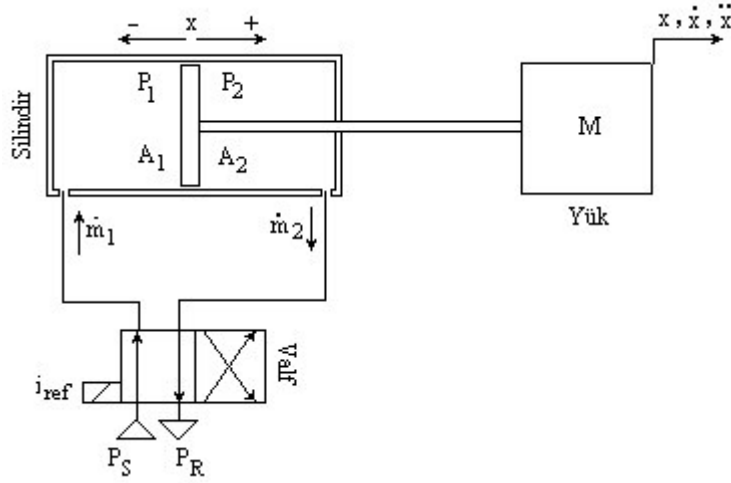 - x +
x , ẋ, ẍ
Silindir
P1 P2
A1 A2
M
Yük
ṁ1
ṁ2
Valf
iref
PS PR